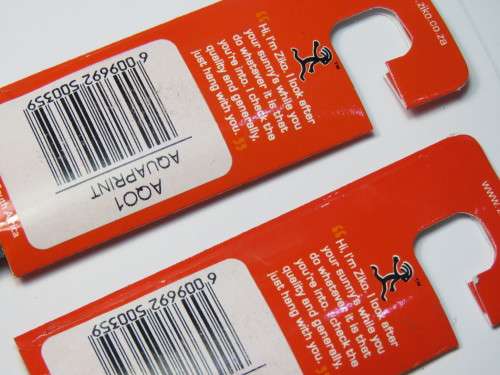 .ziko.co.za
“Hi, I'm Ziko, I look after
your sunny's while you
do whatever it is that
you're into, I check the
quality and generelly,
just hang with you.”
6 009692 500359
AQ01
AQUAPRINT
“Hi, I'm Ziko, I look after
your sunny's while you
do whatever it is that
you're into, I check the
quality and generelly,
just hang with you.”
6 009692 500359